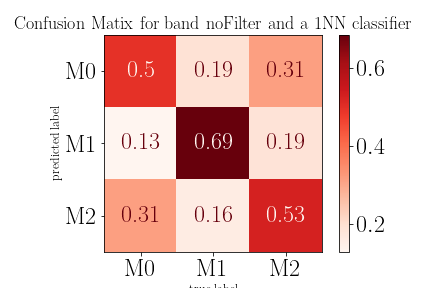 Confusion Matix for band noFilter and a 1NN classifier
M0 0.5 0.19 0.31
M1 0.13 0.69 0.19
M2 0.31 0.16 0.53
M0 M1 M2
predicted label
true label
0.6
0.4
0.2